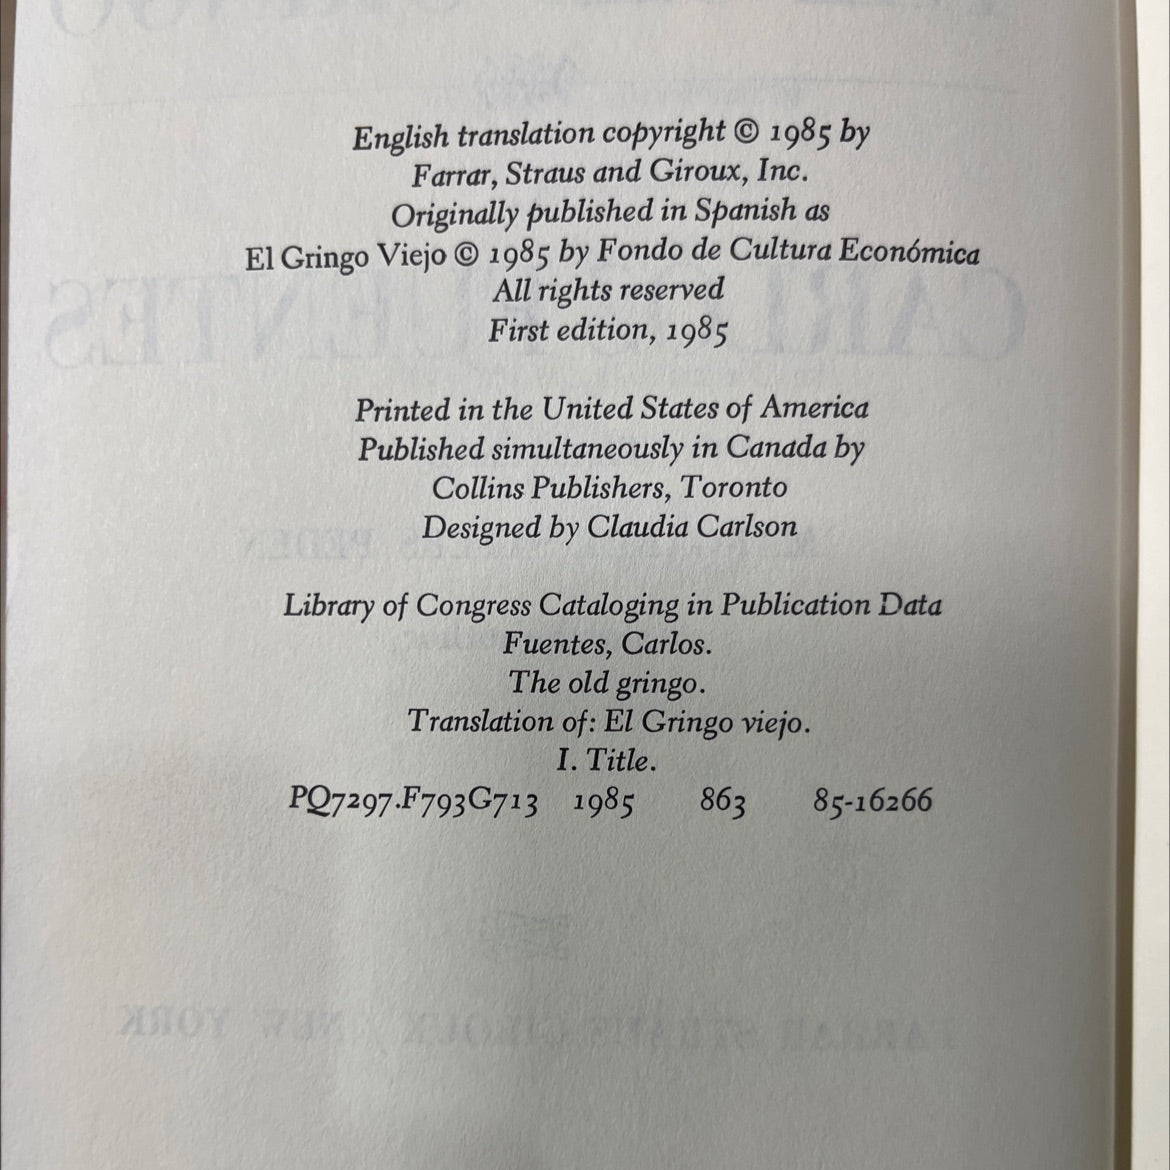 English translation copyright © 1985 by
Farrar, Straus and Giroux, Inc.
Originally published in Spanish as
El Gringo Viejo © 1985 by Fondo de Cultura Económica
All rights reserved
First edition, 1985
Printed in the United States of America
Published simultaneously in Canada by
Collins Publishers, Toronto
Designed by Claudia Carlson
Library of Congress Cataloging in Publication Data
Fuentes, Carlos.
The old gringo.
Translation of: El Gringo viejo.
I. Title.
PQ7297.F793G713 1985 863 85-16266